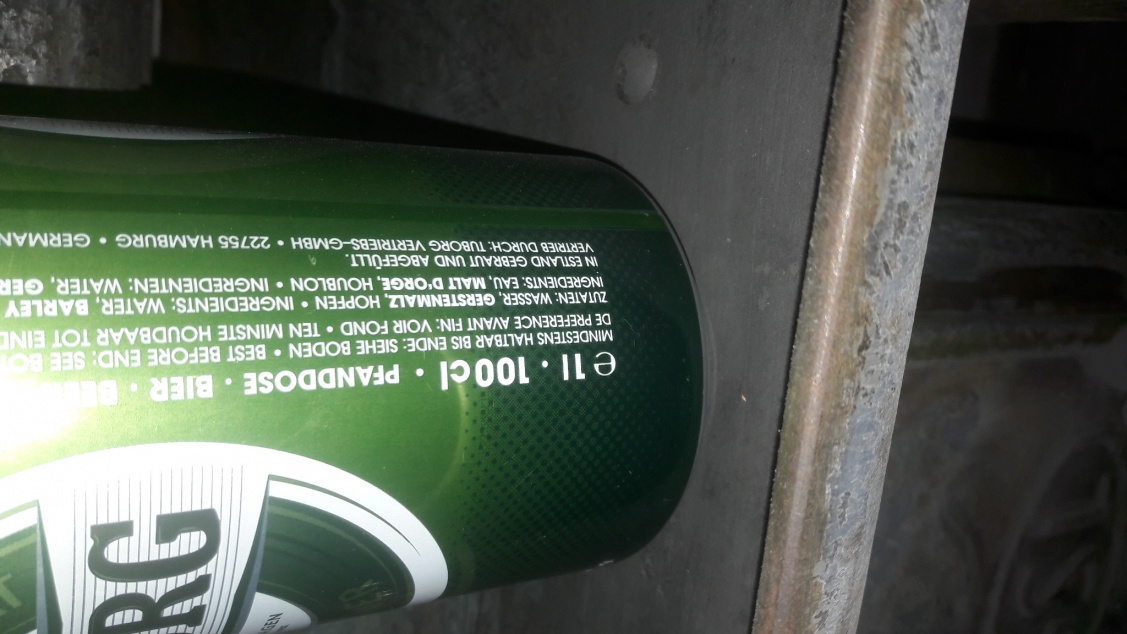 e 1l · 100cl · PFANDDOSE · BIER ·
MINDESTENS HALTBAR BIS ENDE: SIEHE BODEN • BEST BEFORE END: SEE
DE PREFERENCE AVANT FIN: VOIR FOND • TEN MINSTE HOUDBAAR TOT
ZUTATEN: WASSER, GERSTENMALZ, HOPFEN • INGREDIENTS: WATER, BARLEY
INGREDIENTS: EAU, MALT D'ORGE, HOUBLON • INGREDIENTEN: WATER,
IN ESTLAND GEBRAUT UND ABGEFÜLLT.
VERTRIEB DURCH: TUBORG VERTRIEBS-GMBH • 22755 HAMBURG • GERMAN
RG